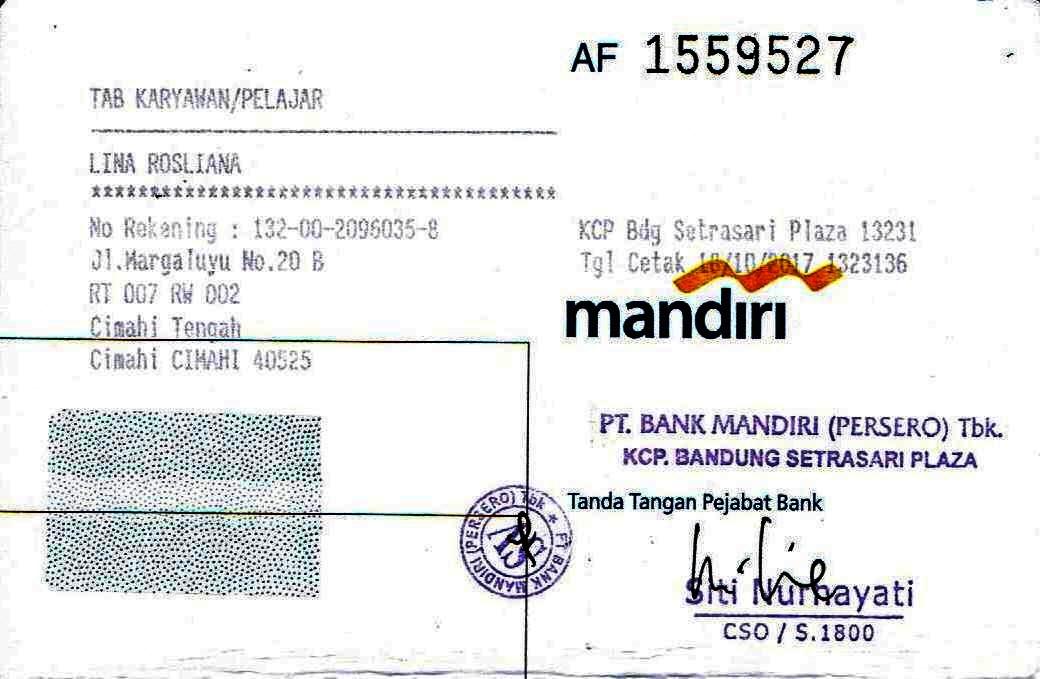 AF 1559527
TAB KARYAWAN/PELAJAR
LINA ROSLIANA
****************************************
No Rekening : 132-00-2096035-8
Jl.Margaluyu No.20 B
RT 007 RW 002
Cimahi Tengah
Cimahi CIMAHI 40525
KCP Bdg Setrasari Plaza 13231
Tgl Cetak 18/10/2017 1323136
mandiri
PT. BANK MANDIRI (PERSERO) Tbk.
KCP. BANDUNG SETRASARI PLAZA
Tanda Tangan Pejabat Bank
PT BANK MANDIRI (PERSERO) Tbk *
Siti Nurhayati
CSO / S.1800